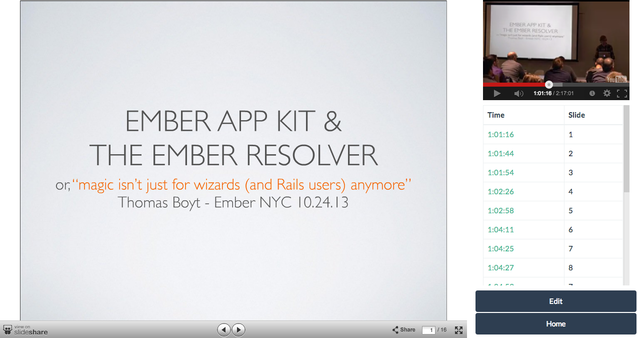 EMBER APP KIT &
THE EMBER RESOLVER
or, “magic isn’t just for wizards (and Rails users) anymore”
Thomas Boyt - Ember NYC 10.24.13
slideshare
Share
1 / 16
EMBER APP KIT &
THE EMBER RESOLVER
1:01:16 / 2:17:01
Time Slide
1:01:16 1
1:01:44 2
1:01:54 3
1:02:26 4
1:02:58 5
1:04:11 6
1:04:25 7
1:04:27 8
Edit
Home